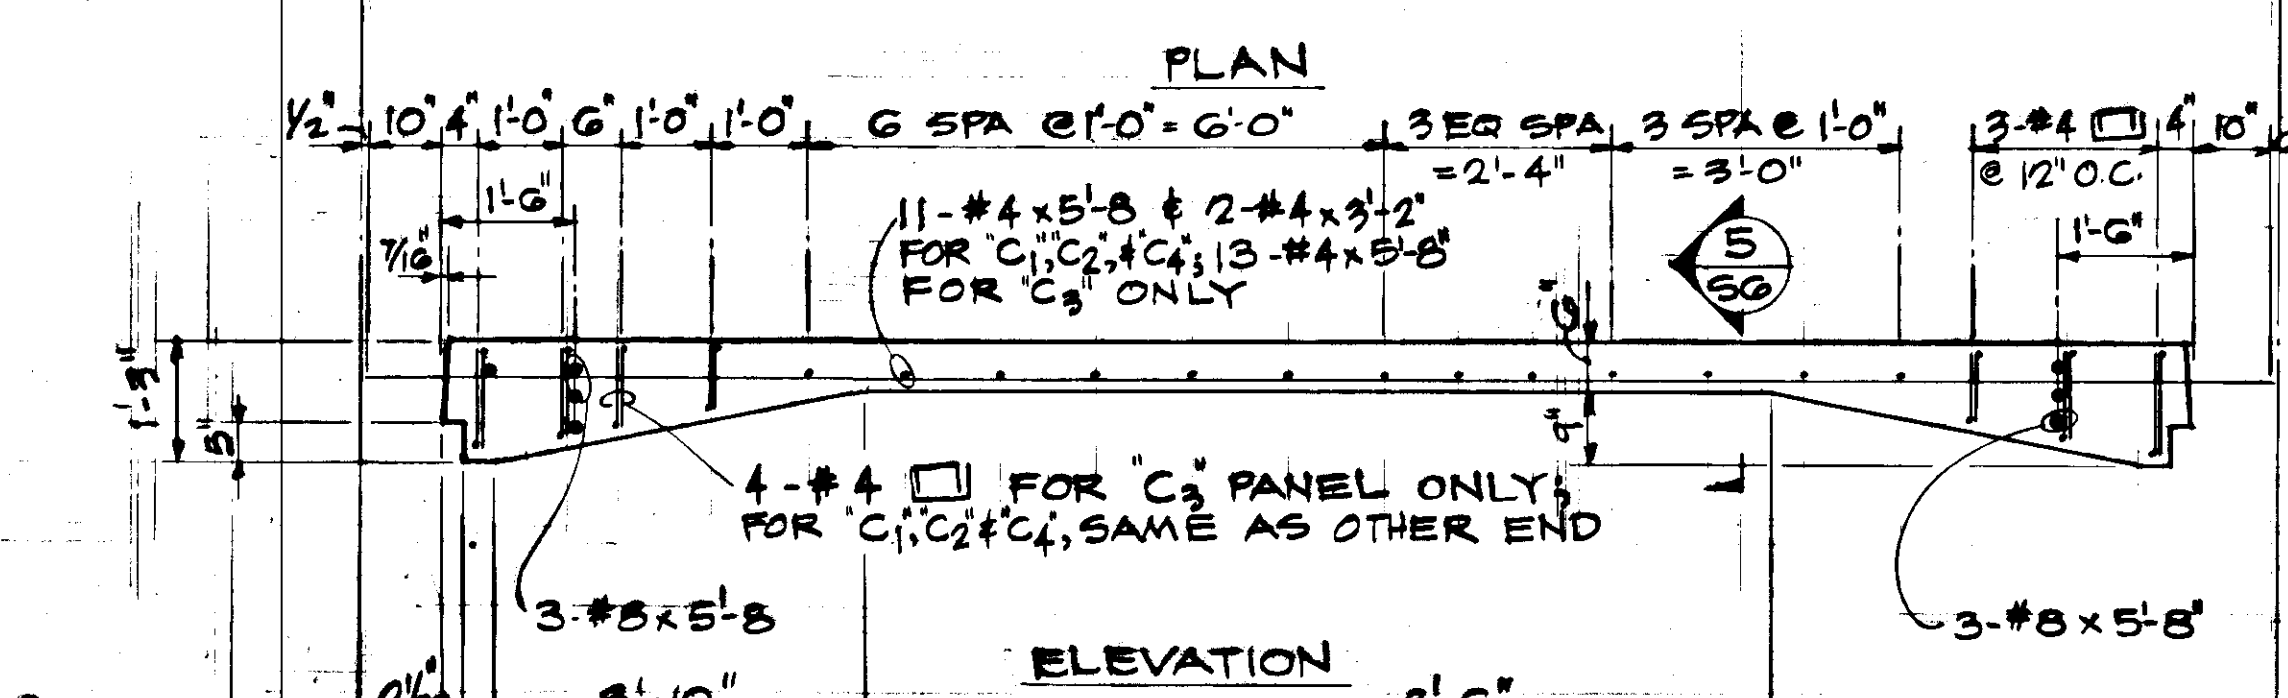 PLAN
1/2" 10" 4" 1'-0" 6" 1'-0" 1'-0" 6 SPA @ 1'-0" = 6'-0" 3 EQ SPA 3 SPA @ 1'-0" 3-#4 4" 10"
= 2'-4" = 3'-0" @ 12" O.C.
1'-6"
7/16"
11-#4 x 5'-8 & 2-#4 x 3'-2"
FOR "C1", "C2", & "C4"; 13-#4 x 5'-8"
FOR "C3" ONLY
5
S6
1'-6"
6"
9"
1'-3"
5"
4-#4 FOR "C3" PANEL ONLY;
FOR "C1", "C2" & "C4", SAME AS OTHER END
3-#8 x 5'-8
3-#8 x 5'-8"
ELEVATION